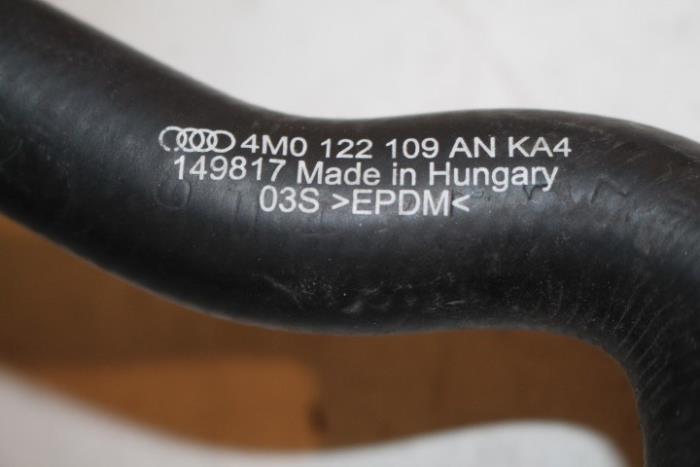 4M0 122 109 AN KA4
149817 Made in Hungary
03S >EPDM<